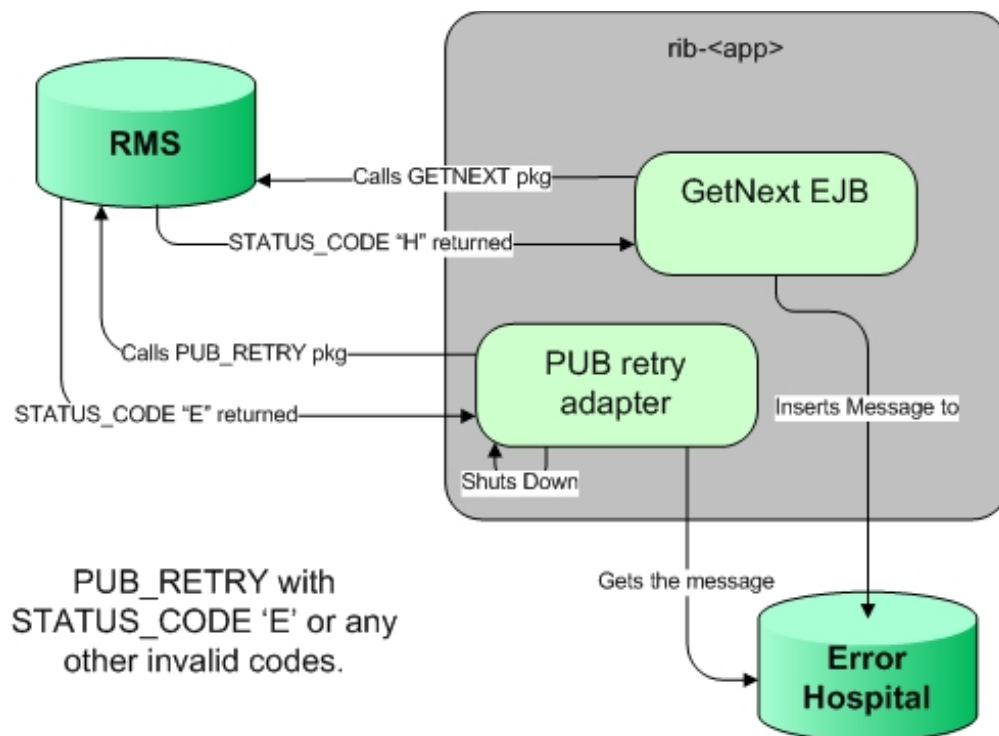 rib-<app>
RMS
Calls GETNEXT pkg
GetNext EJB
STATUS_CODE “H” returned
Calls PUB_RETRY pkg
PUB retry
adapter
STATUS_CODE “E” returned
Inserts Message to
Shuts Down
Gets the message
PUB_RETRY with
STATUS_CODE ‘E’ or any
other invalid codes.
Error
Hospital